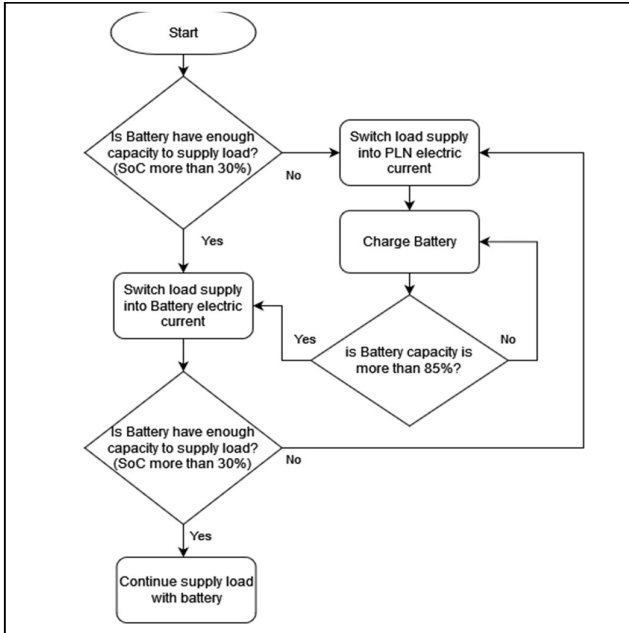 Start
Is Battery have enough
capacity to supply load?
(SoC more than 30%)
No
Yes
Switch load supply
into PLN electric
current
Charge Battery
is Battery capacity is
more than 85%?
No
Yes
Switch load supply
into Battery electric
current
Is Battery have enough
capacity to supply load?
(SoC more than 30%)
No
Yes
Continue supply load
with battery